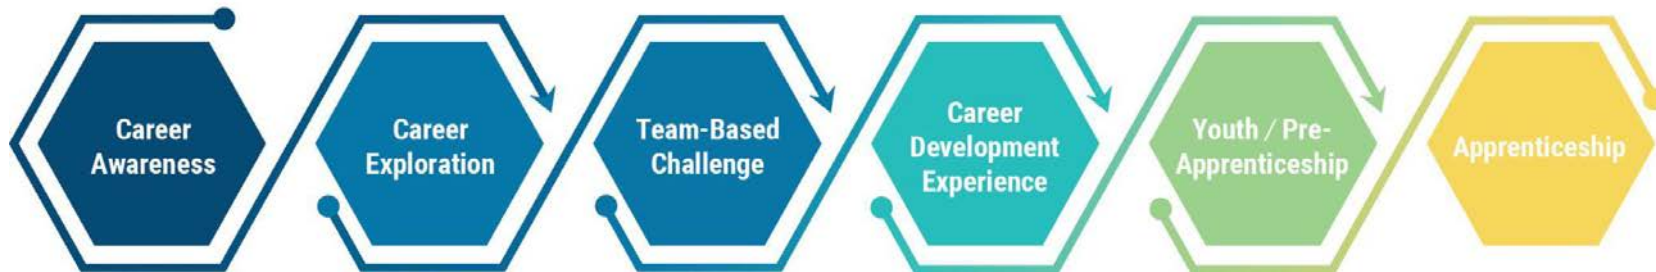 Career
Awareness
Career
Exploration
Team-Based
Challenge
Career
Development
Experience
Youth / Pre-
Apprenticeship
Apprenticeship